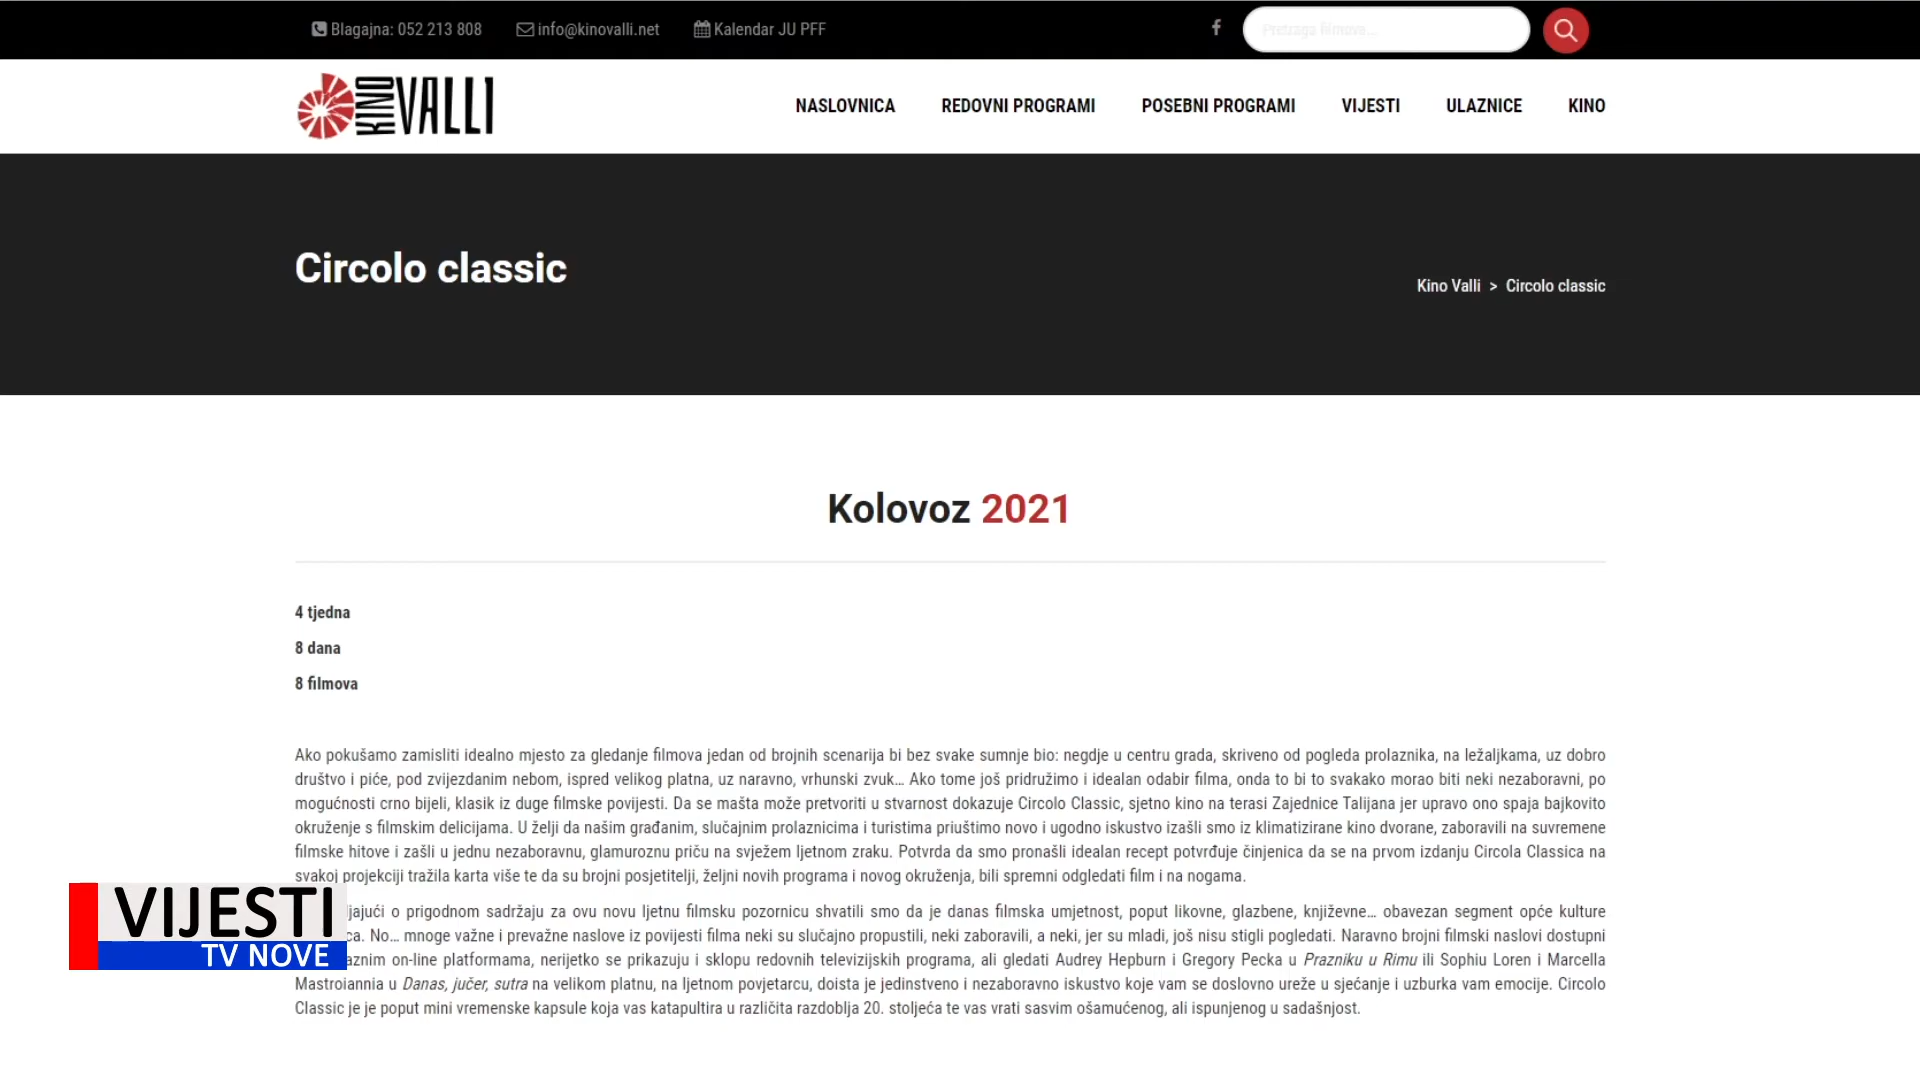 Blagajna: 052 213 808 info@kinovalli.net Kalendar JU PFF
Pretraga filmova...
KINO VALLI
NASLOVNICA REDOVNI PROGRAMI POSEBNI PROGRAMI VIJESTI ULAZNICE KINO
Circolo classic
Kino Valli > Circolo classic
Kolovoz 2021
4 tjedna
8 dana
8 filmova
Ako pokušamo zamisliti idealno mjesto za gledanje filmova jedan od brojnih scenarija bi bez svake sumnje bio: negdje u centru grada, skriveno od pogleda prolaznika, na ležaljkama, uz dobro
društvo i piće, pod zvijezdanim nebom, ispred velikog platna, uz naravno, vrhunski zvuk… Ako tome još pridružimo i idealan odabir filma, onda to bi to svakako morao biti neki nezaboravni, po
mogućnosti crno bijeli, klasik iz duge filmske povijesti. Da se mašta može pretvoriti u stvarnost dokazuje Circolo Classic, sjetno kino na terasi Zajednice Talijana jer upravo ono spaja bajkovito
okruženje s filmskim delicijama. U želji da našim građanim, slučajnim prolaznicima i turistima priuštimo novo i ugodno iskustvo izašli smo iz klimatizirane kino dvorane, zaboravili na suvremene
filmske hitove i zašli u jednu nezaboravnu, glamuroznu priču na svježem ljetnom zraku. Potvrda da smo pronašli idealan recept potvrđuje činjenica da se na prvom izdanju Circola Classica na
svakoj projekciji tražila karta više te da su brojni posjetitelji, željni novih programa i novog okruženja, bili spremni odgledati film i na nogama.
ljajući o prigodnom sadržaju za ovu novu ljetnu filmsku pozornicu shvatili smo da je danas filmska umjetnost, poput likovne, glazbene, književne… obavezan segment opće kulture
ca. No… mnoge važne i prevažne naslove iz povijesti filma neki su slučajno propustili, neki zaboravili, a neki, jer su mladi, još nisu stigli pogledati. Naravno brojni filmski naslovi dostupni
aznim on-line platformama, nerijetko se prikazuju i sklopu redovnih televizijskih programa, ali gledati Audrey Hepburn i Gregory Pecka u Prazniku u Rimu ili Sophiu Loren i Marcella
Mastroiannia u Danas, jučer, sutra na velikom platnu, na ljetnom povjetarcu, doista je jedinstveno i nezaboravno iskustvo koje vam se doslovno ureže u sjećanje i uzburka vam emocije. Circolo
Classic je je poput mini vremenske kapsule koja vas katapultira u različita razdoblja 20. stoljeća te vas vrati sasvim ošamućenog, ali ispunjenog u sadašnjost.
VIJESTI
TV NOVE